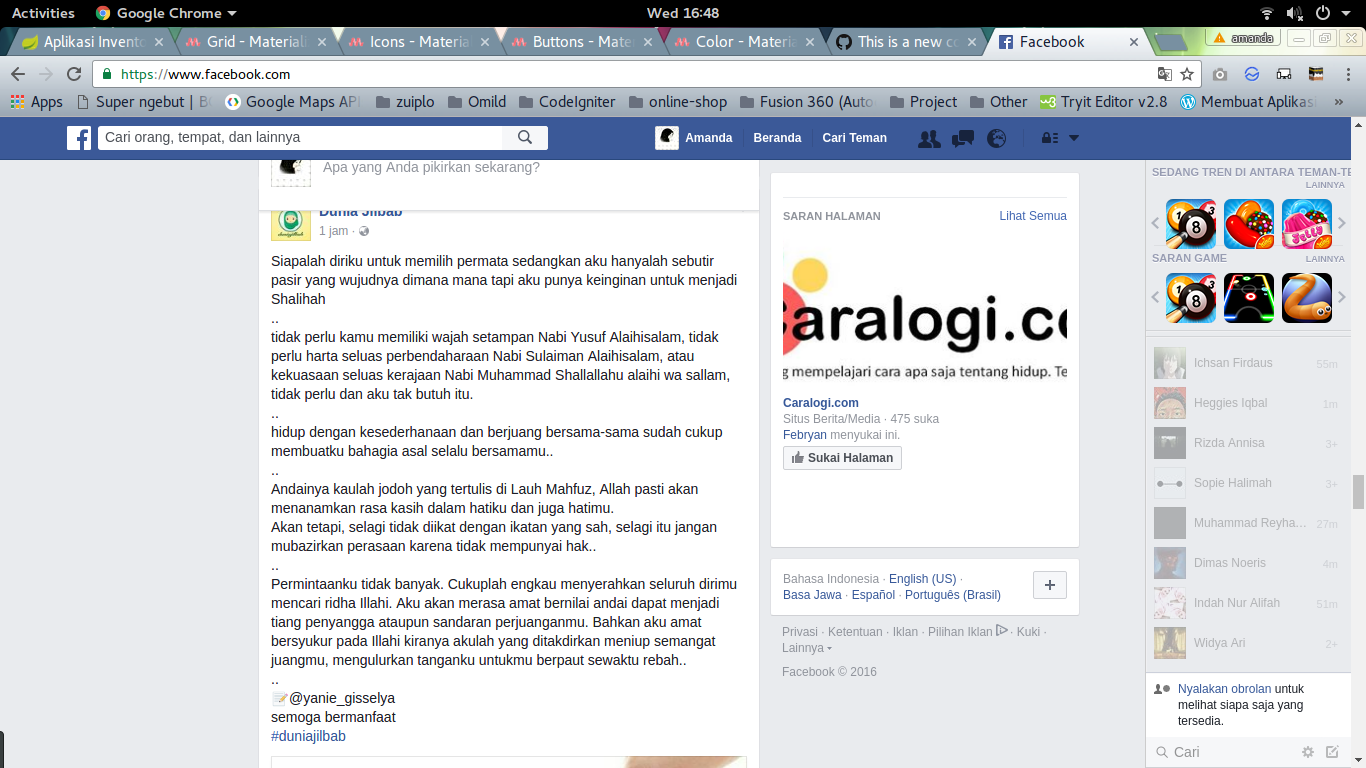 Activities Google Chrome Wed 16:48
Aplikasi Invento Grid - Materiali Icons - Materia Buttons - Mate Color - Materia This is a new co Facebook amanda
https://www.facebook.com
Apps Super ngebut | B Google Maps API zuiplo Omild CodeIgniter online-shop Fusion 360 (Auto Project Other Tryit Editor v2.8 Membuat Aplikasi »
Cari orang, tempat, dan lainnya Amanda Beranda Cari Teman
Apa yang Anda pikirkan sekarang?
Dunia Jilbab
1 jam ·
Siapalah diriku untuk memilih permata sedangkan aku hanyalah sebutir
pasir yang wujudnya dimana mana tapi aku punya keinginan untuk menjadi
Shalihah
..
tidak perlu kamu memiliki wajah setampan Nabi Yusuf Alaihisalam, tidak
perlu harta seluas perbendaharaan Nabi Sulaiman Alaihisalam, atau
kekuasaan seluas kerajaan Nabi Muhammad Shallallahu alaihi wa sallam,
tidak perlu dan aku tak butuh itu.
..
hidup dengan kesederhanaan dan berjuang bersama-sama sudah cukup
membuatku bahagia asal selalu bersamamu..
..
Andainya kaulah jodoh yang tertulis di Lauh Mahfuz, Allah pasti akan
menanamkan rasa kasih dalam hatiku dan juga hatimu.
Akan tetapi, selagi tidak diikat dengan ikatan yang sah, selagi itu jangan
mubazirkan perasaan karena tidak mempunyai hak..
..
Permintaanku tidak banyak. Cukuplah engkau menyerahkan seluruh dirimu
mencari ridha Illahi. Aku akan merasa amat bernilai andai dapat menjadi
tiang penyangga ataupun sandaran perjuanganmu. Bahkan aku amat
bersyukur pada Illahi kiranya akulah yang ditakdirkan meniup semangat
juangmu, mengulurkan tanganku untukmu berpaut sewaktu rebah..
..
📝@yanie_gisselya
semoga bermanfaat
#duniajilbab
SARAN HALAMAN Lihat Semua
Caralogi.co
g mempelajari cara apa saja tentang hidup. Te
Caralogi.com
Situs Berita/Media · 475 suka
Febryan menyukai ini.
Sukai Halaman
Bahasa Indonesia · English (US) ·
Basa Jawa · Español · Português (Brasil)
+
Privasi · Ketentuan · Iklan · Pilihan Iklan · Kuki ·
Lainnya
Facebook © 2016
SEDANG TREN DI ANTARA TEMAN-TE
LAINNYA
SARAN GAME LAINNYA
Ichsan Firdaus 55m
Heggies Iqbal 1m
Rizda Annisa 3+
Sopie Halimah 3+
Muhammad Reyha... 27m
Dimas Noeris 4m
Indah Nur Alifah 51m
Widya Ari 2+
Nyalakan obrolan untuk
melihat siapa saja yang
tersedia.
Cari